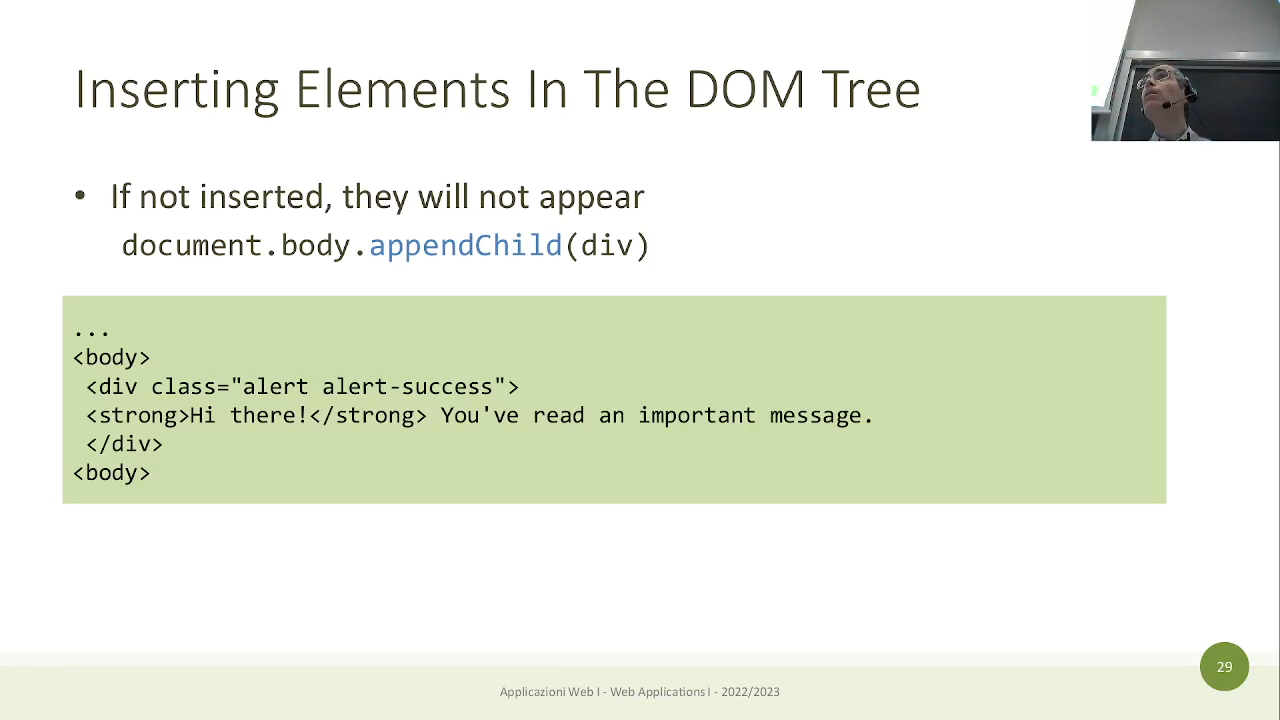 Inserting Elements In The DOM Tree
• If not inserted, they will not appear
document.body.appendChild(div)
...
<body>
<div class="alert alert-success">
<strong>Hi there!</strong> You've read an important message.
</div>
<body>
29
Applicazioni Web I - Web Applications I - 2022/2023